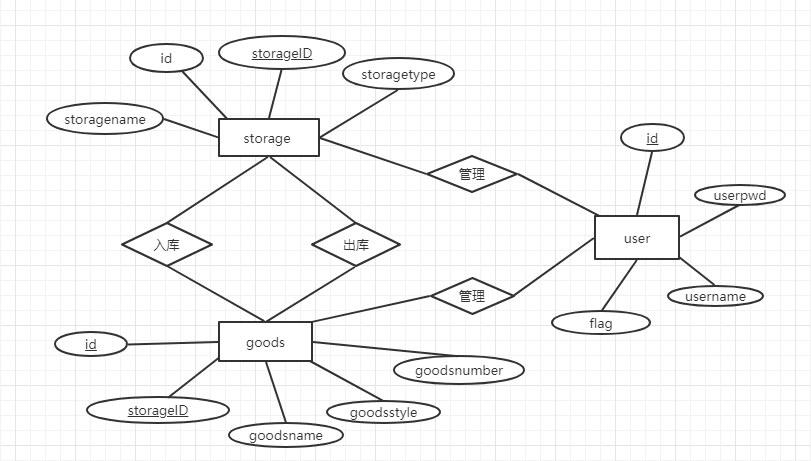 storageID
id
storagetype
storagename
storage
id
管理
userpwd
user
入库
出库
管理
username
flag
id
goods
goodsnumber
storageID
goodsstyle
goodsname